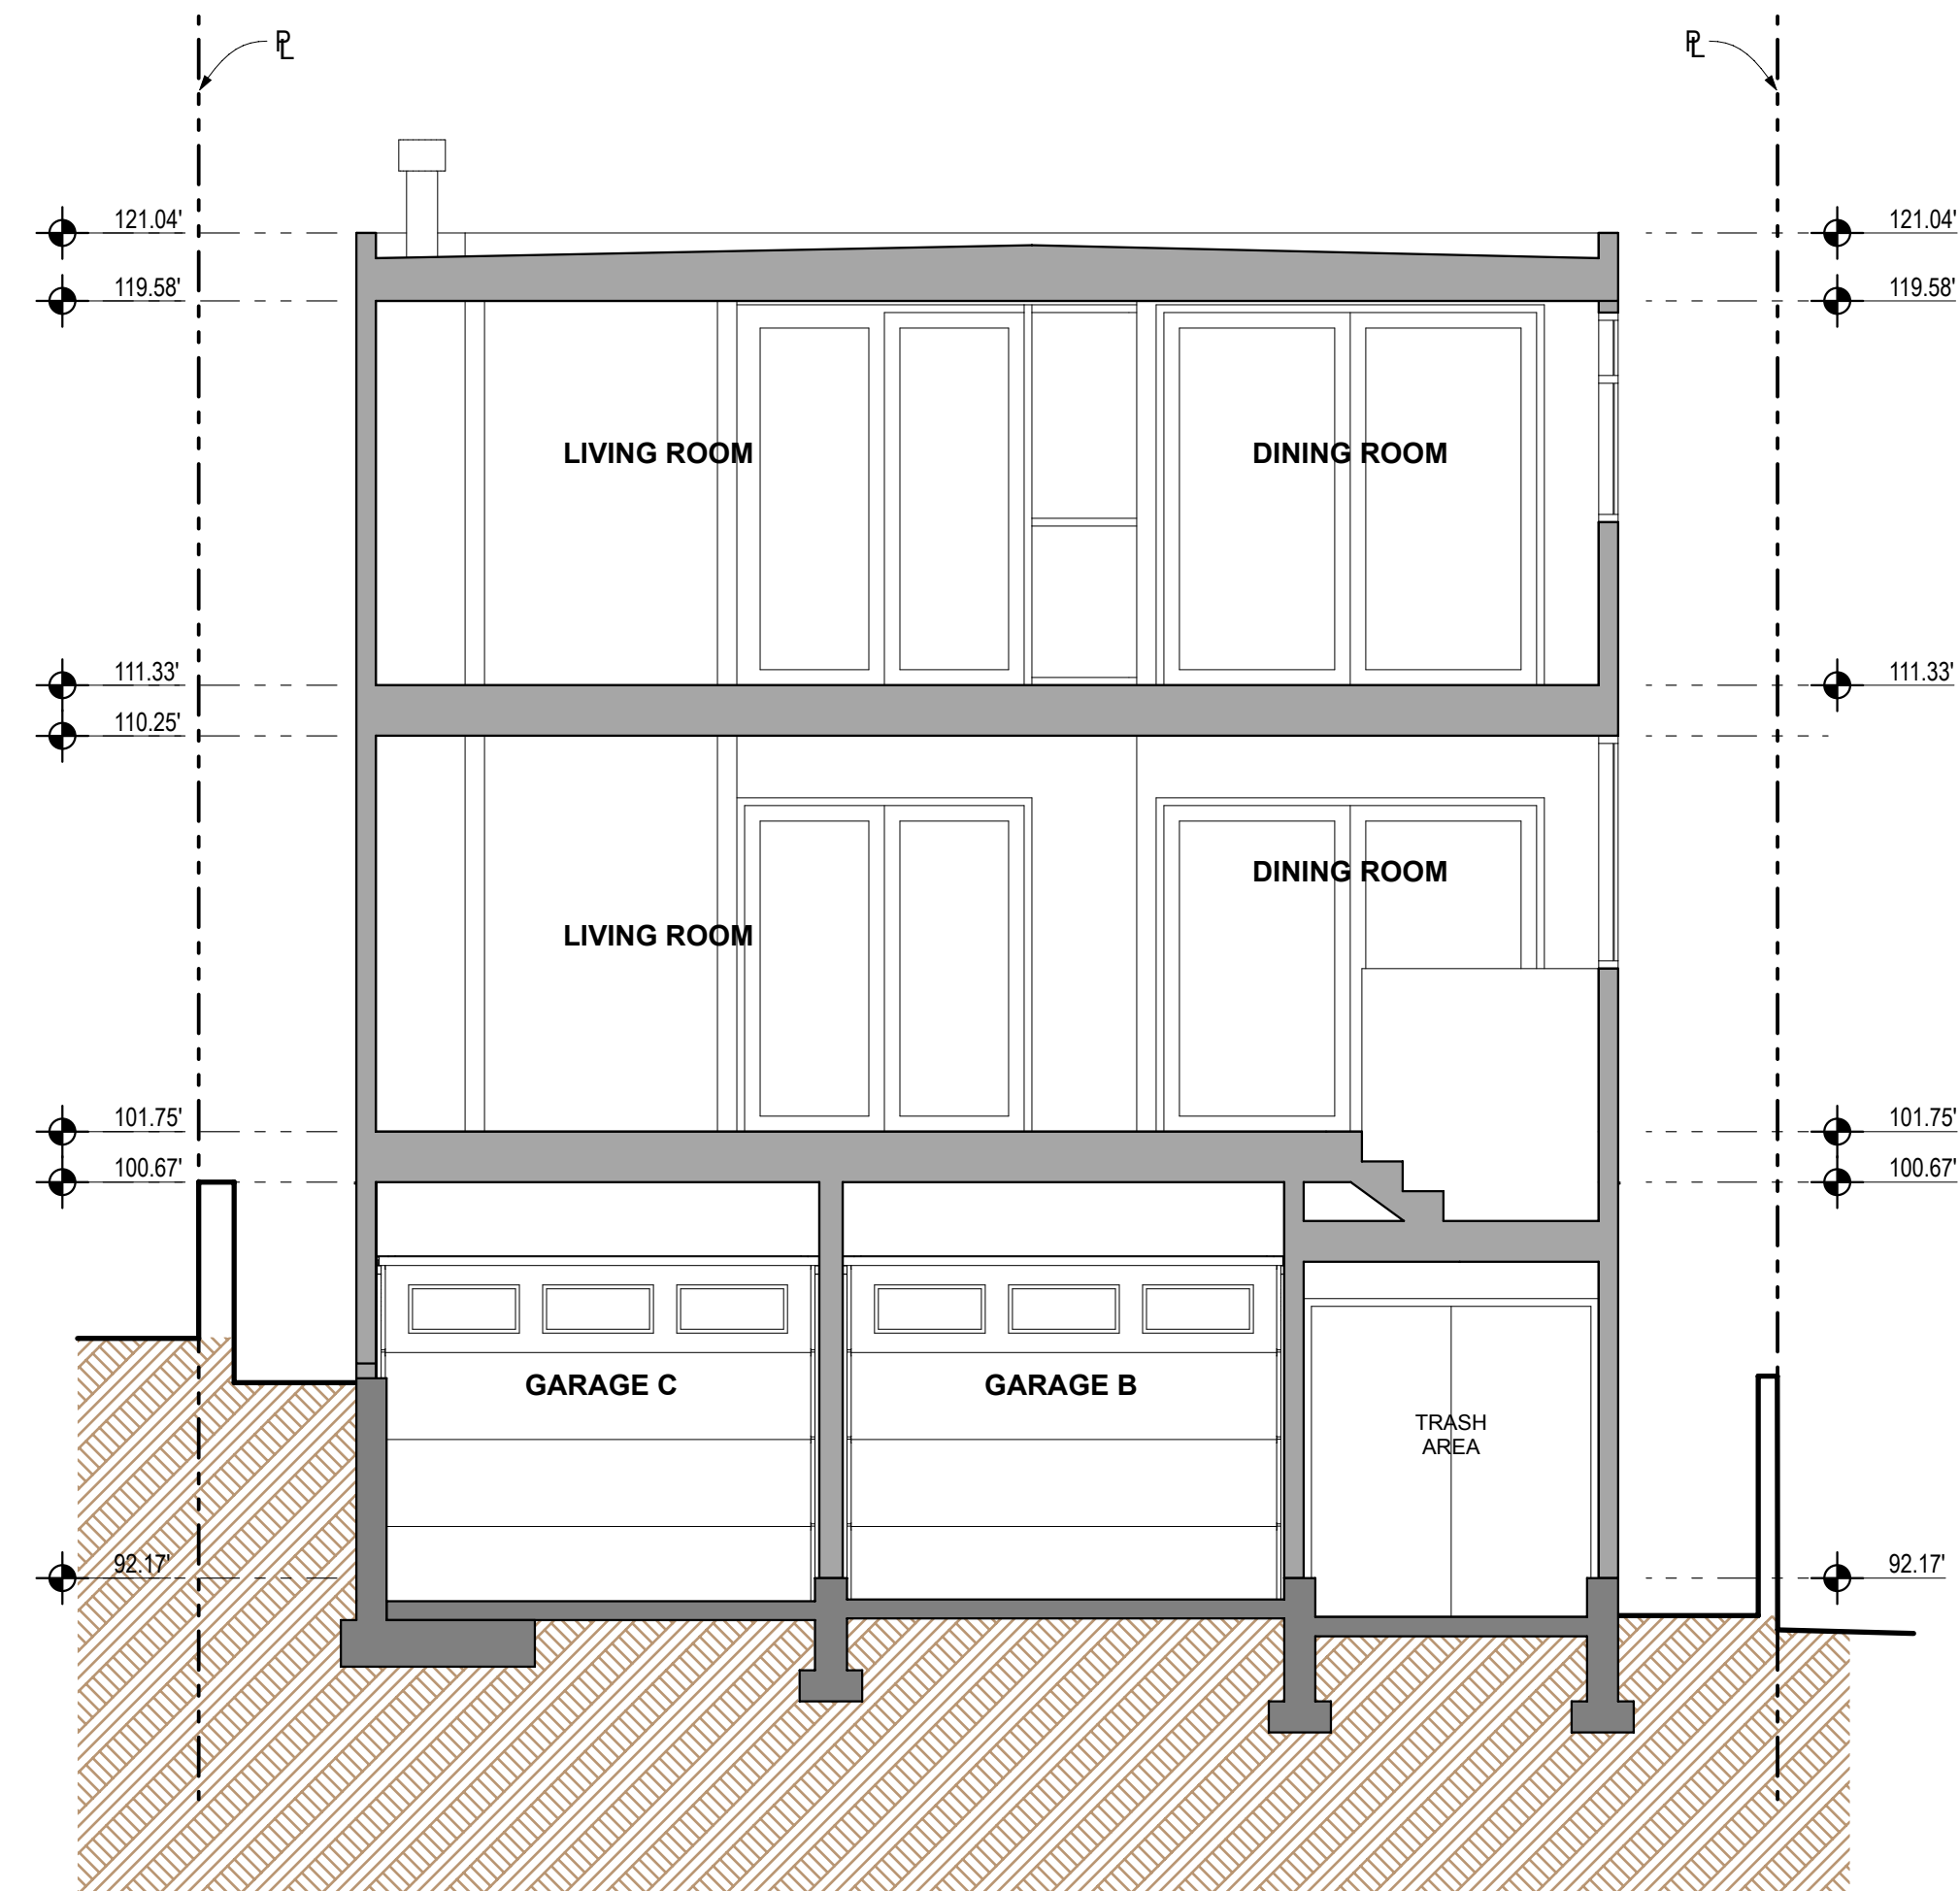 PL
PL
121.04'
121.04'
119.58'
119.58'
LIVING ROOM
DINING ROOM
111.33'
111.33'
110.25'
DINING ROOM
LIVING ROOM
101.75'
101.75'
100.67'
100.67'
GARAGE C
GARAGE B
TRASH
AREA
92.17'
92.17'